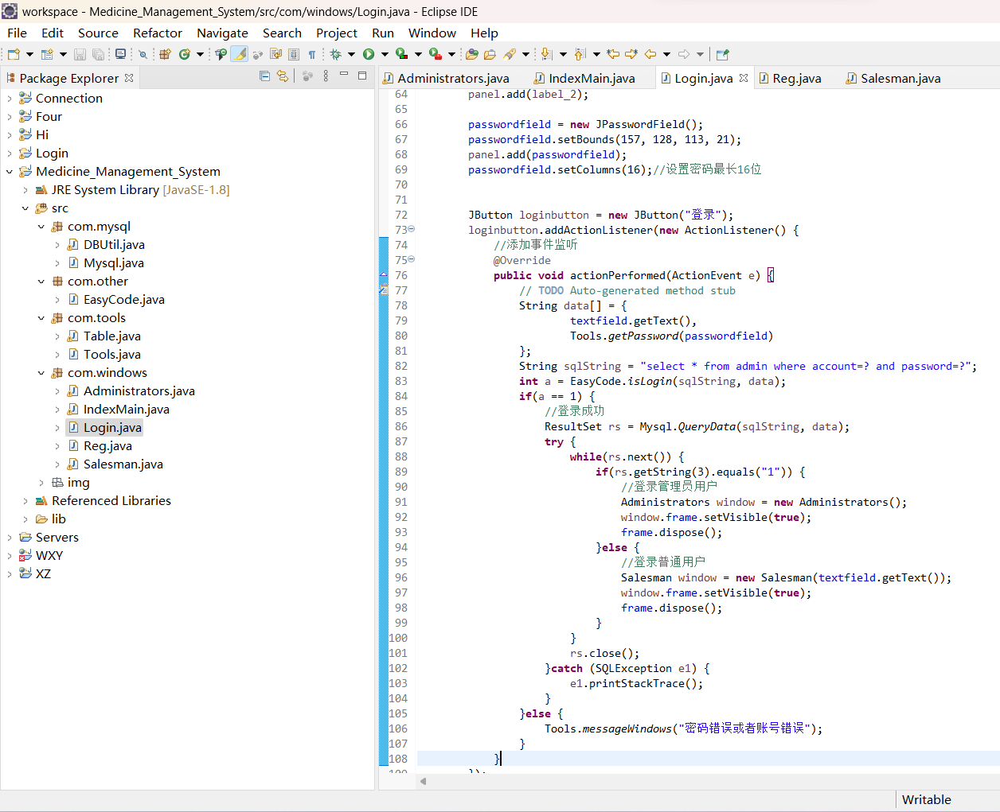 workspace - Medicine_Management_System/src/com/windows/Login.java - Eclipse IDE
File Edit Source Refactor Navigate Search Project Run Window Help
Package Explorer
Connection
Four
Hi
Login
Medicine_Management_System
JRE System Library [JavaSE-1.8]
src
com.mysql
DBUtil.java
Mysql.java
com.other
EasyCode.java
com.tools
Table.java
Tools.java
com.windows
Administrators.java
IndexMain.java
Login.java
Reg.java
Salesman.java
img
Referenced Libraries
lib
Servers
WXY
XZ
Administrators.java IndexMain.java Login.java Reg.java Salesman.java
64 panel.add(label_2);
65
66 passwordfield = new JPasswordField();
67 passwordfield.setBounds(157, 128, 113, 21);
68 panel.add(passwordfield);
69 passwordfield.setColumns(16);//设置密码最长16位
70
71
72 JButton loginbutton = new JButton("登录");
73 loginbutton.addActionListener(new ActionListener() {
74 //添加事件监听
75 @Override
76 public void actionPerformed(ActionEvent e) {
77 // TODO Auto-generated method stub
78 String data[] = {
79 textfield.getText(),
80 Tools.getPassword(passwordfield)
81 };
82 String sqlString = "select * from admin where account=? and password=?";
83 int a = EasyCode.isLogin(sqlString, data);
84 if(a == 1) {
85 //登录成功
86 ResultSet rs = Mysql.QueryData(sqlString, data);
87 try {
88 while(rs.next()) {
89 if(rs.getString(3).equals("1")) {
90 //登录管理员用户
91 Administrators window = new Administrators();
92 window.frame.setVisible(true);
93 frame.dispose();
94 }else {
95 //登录普通用户
96 Salesman window = new Salesman(textfield.getText());
97 window.frame.setVisible(true);
98 frame.dispose();
99 }
100 }
101 rs.close();
102 }catch (SQLException e1) {
103 e1.printStackTrace();
104 }
105 }else {
106 Tools.messageWindows("密码错误或者账号错误");
107 }
108 }
109 });
Writable